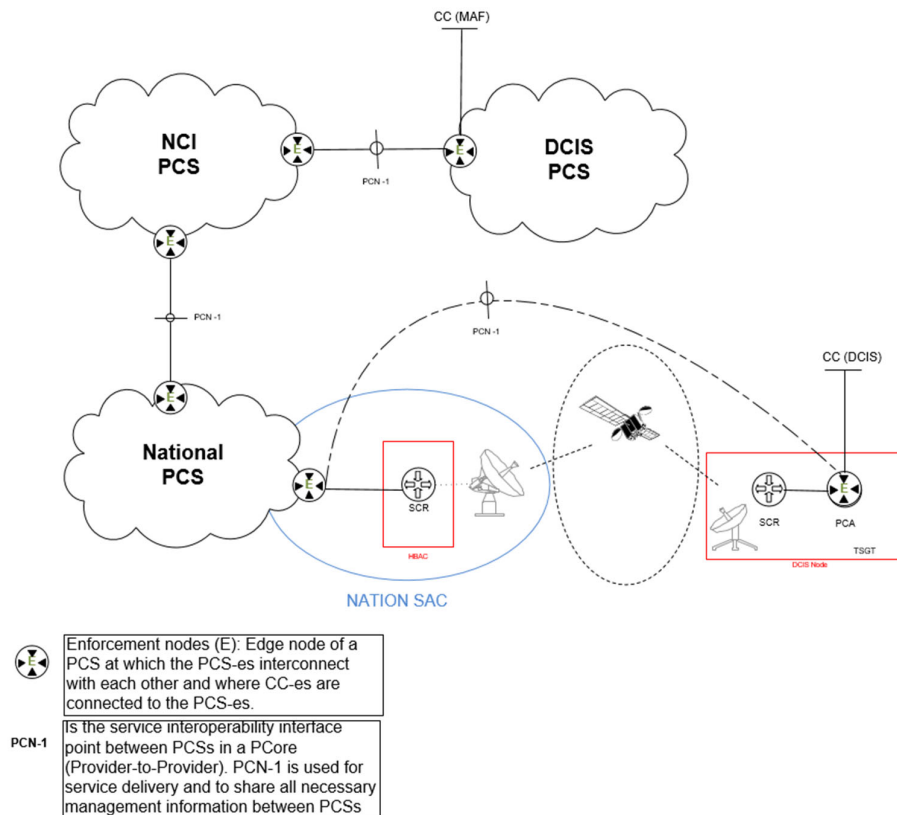 CC (MAF)
NCI
PCS
E
E
DCIS
PCS
PCN -1
E
PCN -1
PCN -1
CC (DCIS)
E
National
PCS
E
SCR
HBAC
NATION SAC
SCR
E
PCA
TSGT
DCIS Node
E
Enforcement nodes (E): Edge node of a
PCS at which the PCS-es interconnect
with each other and where CC-es are
connected to the PCS-es.
PCN-1
Is the service interoperability interface
point between PCSs in a PCore
(Provider-to-Provider). PCN-1 is used for
service delivery and to share all necessary
management information between PCSs